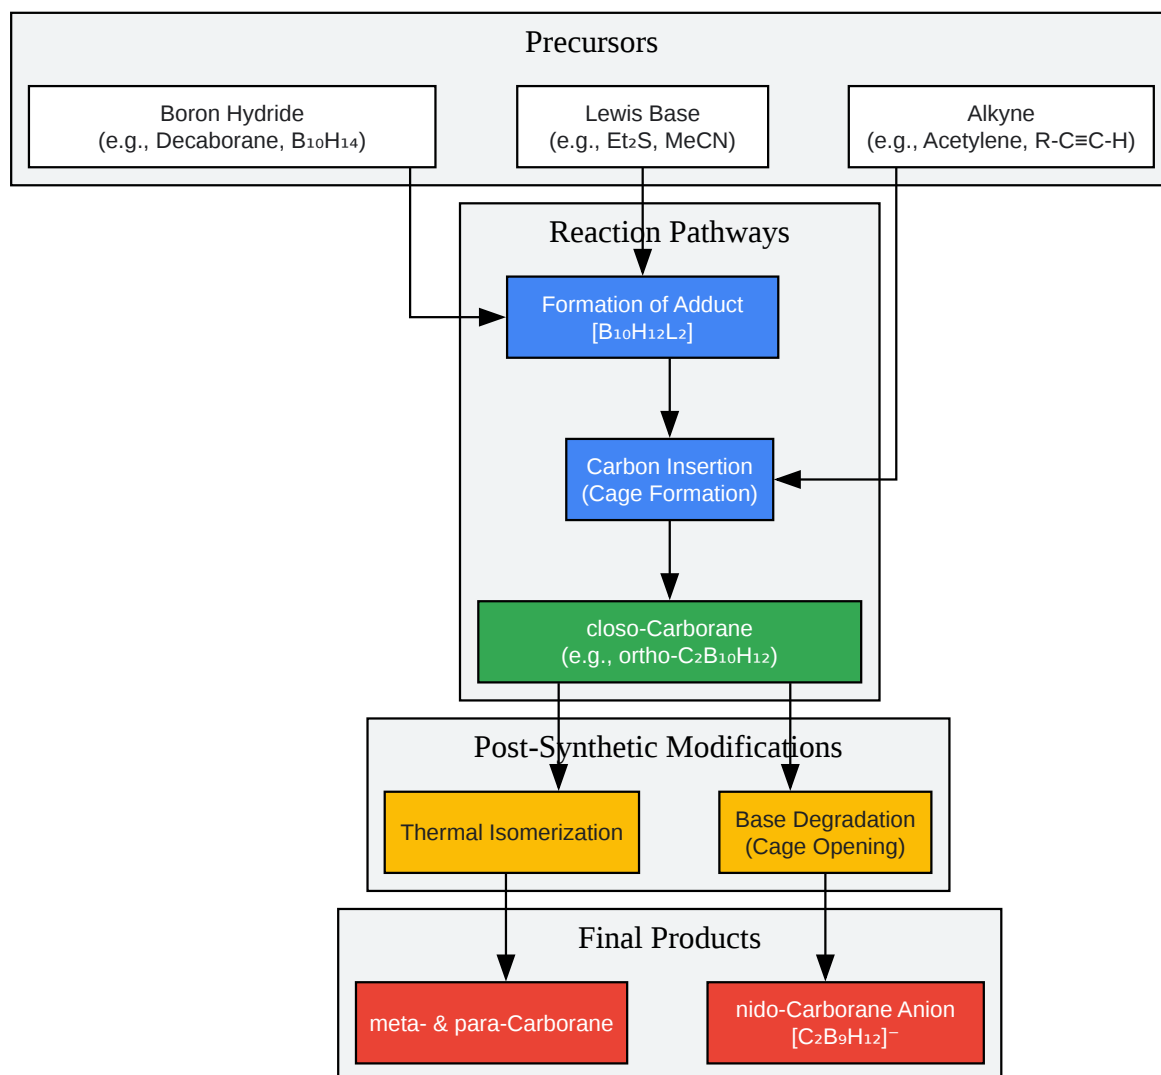 Precursors
Boron Hydride
(e.g., Decaborane, B₁₀H₁₄)
Lewis Base
(e.g., Et₂S, MeCN)
Alkyne
(e.g., Acetylene, R-C≡C-H)
Reaction Pathways
Formation of Adduct
[B₁₀H₁₂L₂]
Carbon Insertion
(Cage Formation)
closo-Carborane
(e.g., ortho-C₂B₁₀H₁₂)
Post-Synthetic Modifications
Thermal Isomerization
Base Degradation
(Cage Opening)
Final Products
meta- & para-Carborane
nido-Carborane Anion
[C₂B₉H₁₂]⁻